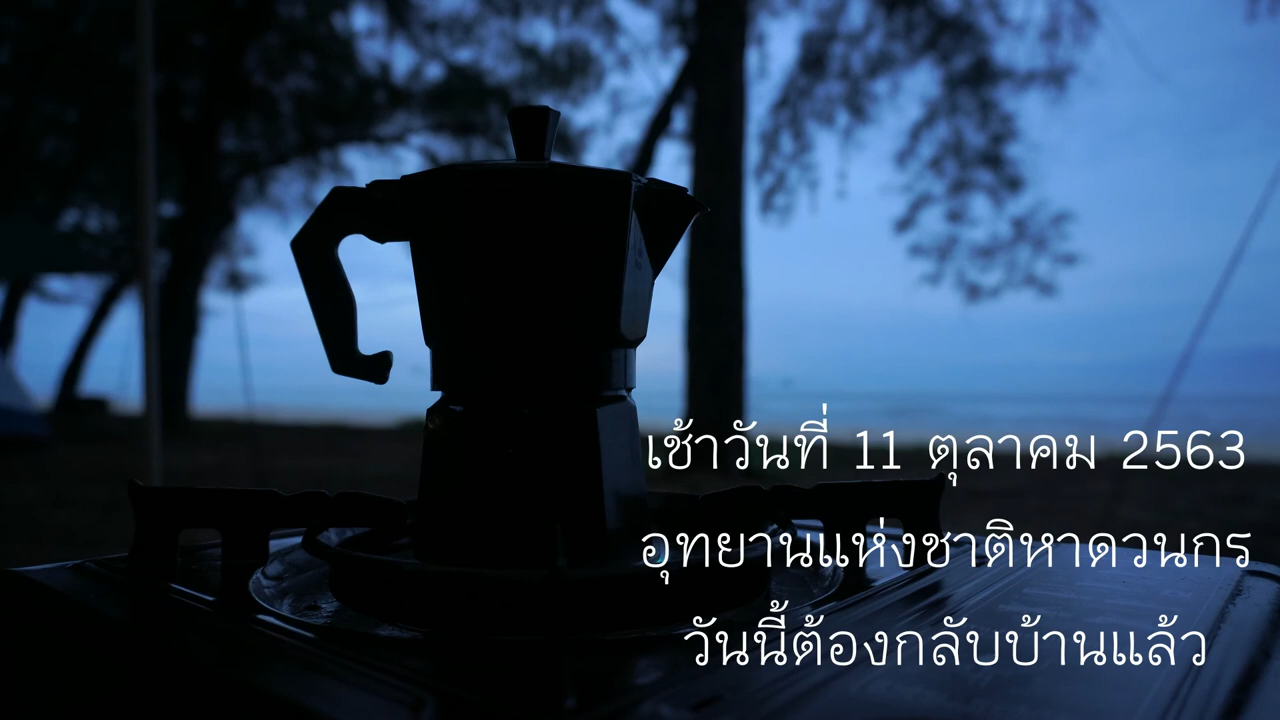 เช้าวันที่ 11 ตุลาคม 2563
อุทยานแห่งชาติหาดวนกร
วันนี้ต้องกลับบ้านแล้ว